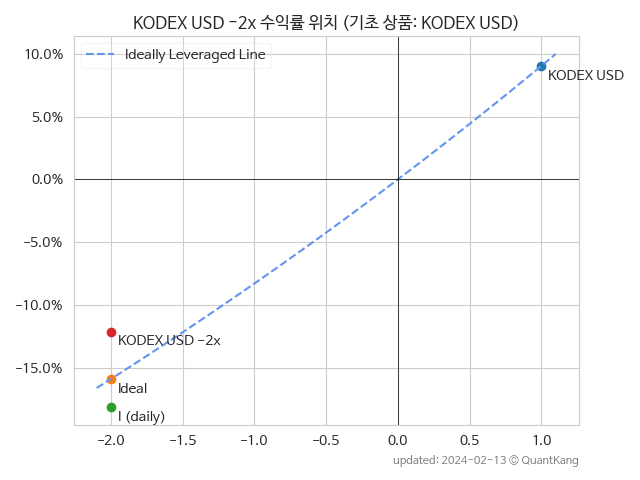 KODEX USD -2x 수익률 위치 (기초 상품: KODEX USD)
Ideally Leveraged Line
10.0%
5.0%
0.0%
-5.0%
-10.0%
-15.0%
KODEX USD
KODEX USD -2x
Ideal
I (daily)
-2.0 -1.5 -1.0 -0.5 0.0 0.5 1.0
updated: 2024-02-13 © QuantKang